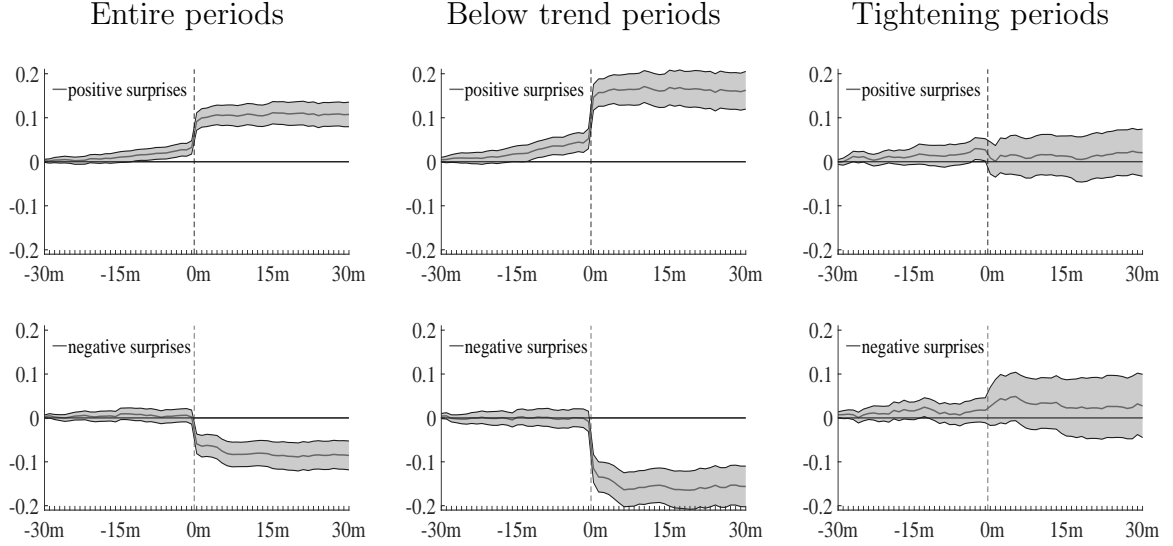 Entire periods Below trend periods Tightening periods
0.2 0.2 0.2
positive surprises positive surprises positive surprises
0.1 0.1 0.1
0 0 0
-0.1 -0.1 -0.1
-0.2 -0.2 -0.2
-30m -15m 0m 15m 30m -30m -15m 0m 15m 30m -30m -15m 0m 15m 30m
0.2 0.2 0.2
negative surprises negative surprises negative surprises
0.1 0.1 0.1
0 0 0
-0.1 -0.1 -0.1
-0.2 -0.2 -0.2
-30m -15m 0m 15m 30m -30m -15m 0m 15m 30m -30m -15m 0m 15m 30m